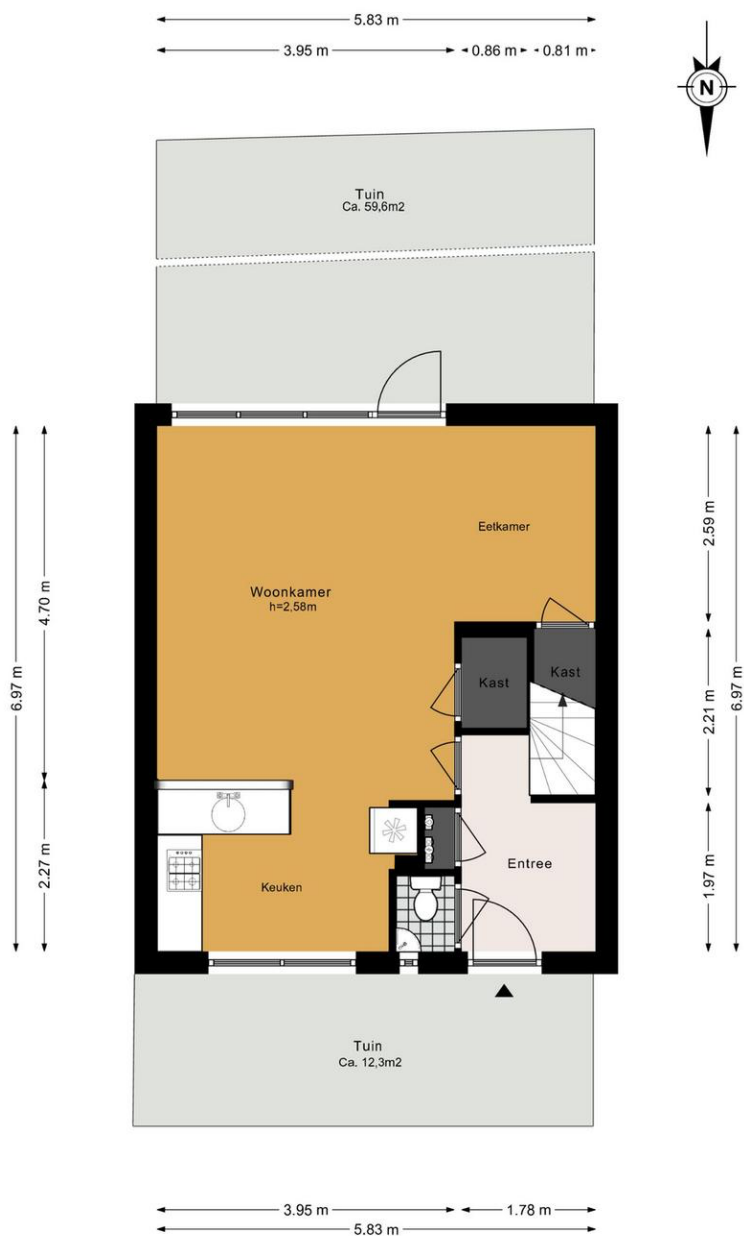 5.83 m
3.95 m
0.86 m
0.81 m
N
Tuin
Ca. 59,6m2
Eetkamer
Woonkamer
h=2,58m
4.70 m
6.97 m
2.27 m
2.59 m
2.21 m
6.97 m
1.97 m
Kast
Kast
Entree
Keuken
Tuin
Ca. 12,3m2
3.95 m
1.78 m
5.83 m